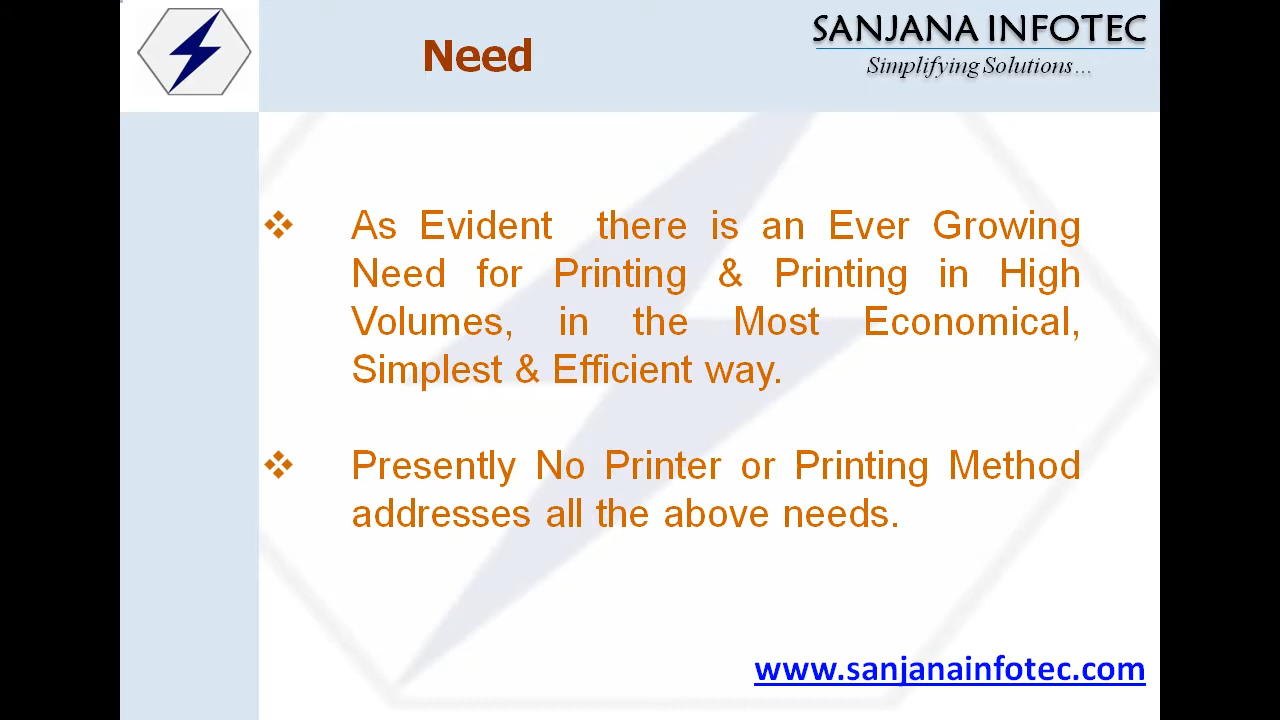 Need
SANJANA INFOTEC
Simplifying Solutions...
❖ As Evident there is an Ever Growing
Need for Printing & Printing in High
Volumes, in the Most Economical,
Simplest & Efficient way.
❖ Presently No Printer or Printing Method
addresses all the above needs.
www.sanjanainfotec.com